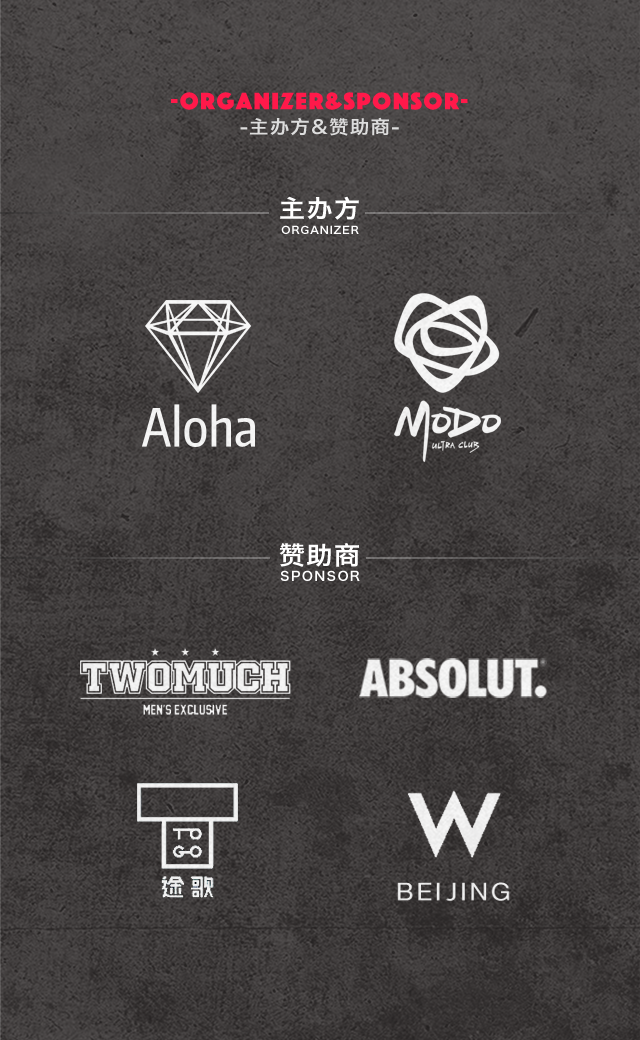 -ORGANIZER&SPONSOR-
-主办方&赞助商-
主办方
ORGANIZER
Aloha
MODO
ULTRA CLUB
赞助商
SPONSOR
TWOMUCH
MEN'S EXCLUSIVE
ABSOLUT.
TO
GO
途歌
W
BEIJING